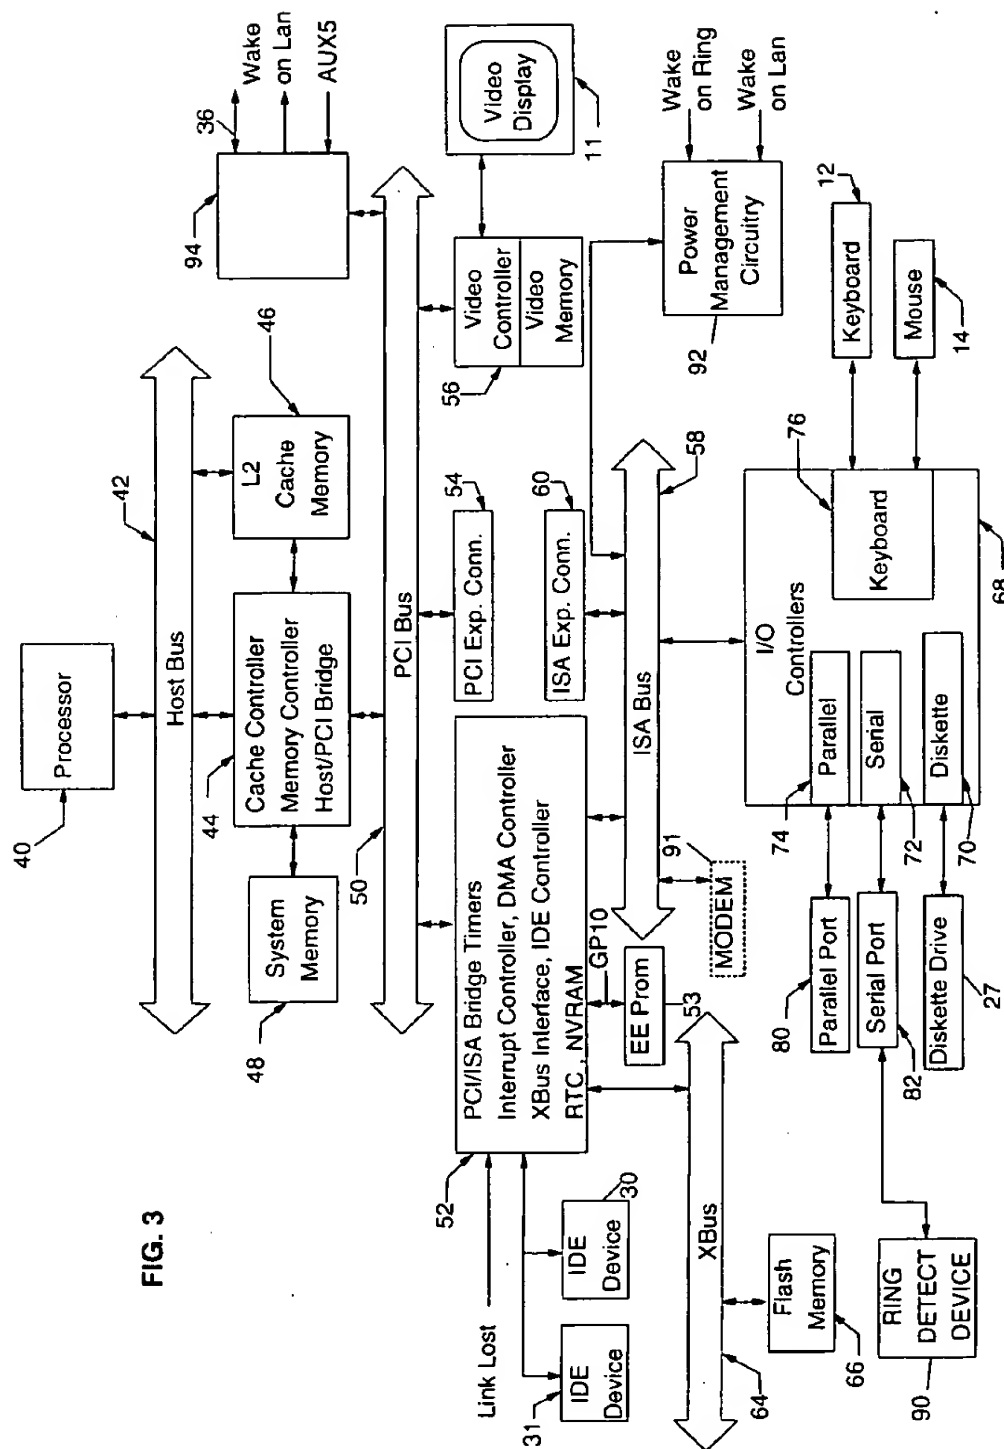 FIG. 3
40
Processor
42
Host Bus
48
System
Memory
44
Cache Controller
Memory Controller
Host/PCI Bridge
46
L2
Cache
Memory
94
36
Wake
on Lan
AUX5
50
PCI Bus
52
PCI/ISA Bridge Timers
Interrupt Controller, DMA Controller
XBus Interface, IDE Controller
RTC, NVRAM
Link Lost
31
IDE
Device
30
IDE
Device
54
PCI Exp. Conn.
60
ISA Exp. Conn.
56
Video
Controller
Video
Memory
Video
Display
11
GP10
EE Prom
53
ISA Bus
58
91
MODEM
92
Power
Management
Circuitry
Wake
on Ring
Wake
on Lan
XBus
64
Flash
Memory
66
I/O
Controllers
68
74
Parallel
Serial
72
Diskette
70
76
Keyboard
12
Keyboard
Mouse
14
80
Parallel Port
Serial Port
82
Diskette Drive
27
RING
DETECT
DEVICE
90